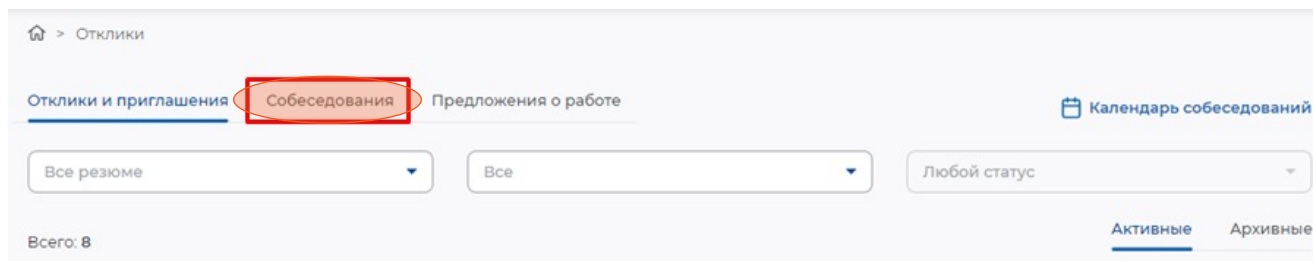 > Отклики
Отклики и приглашения Собеседования Предложения о работе
Календарь собеседований
Все резюме Все Любой статус
Всего: 8 Активные Архивные